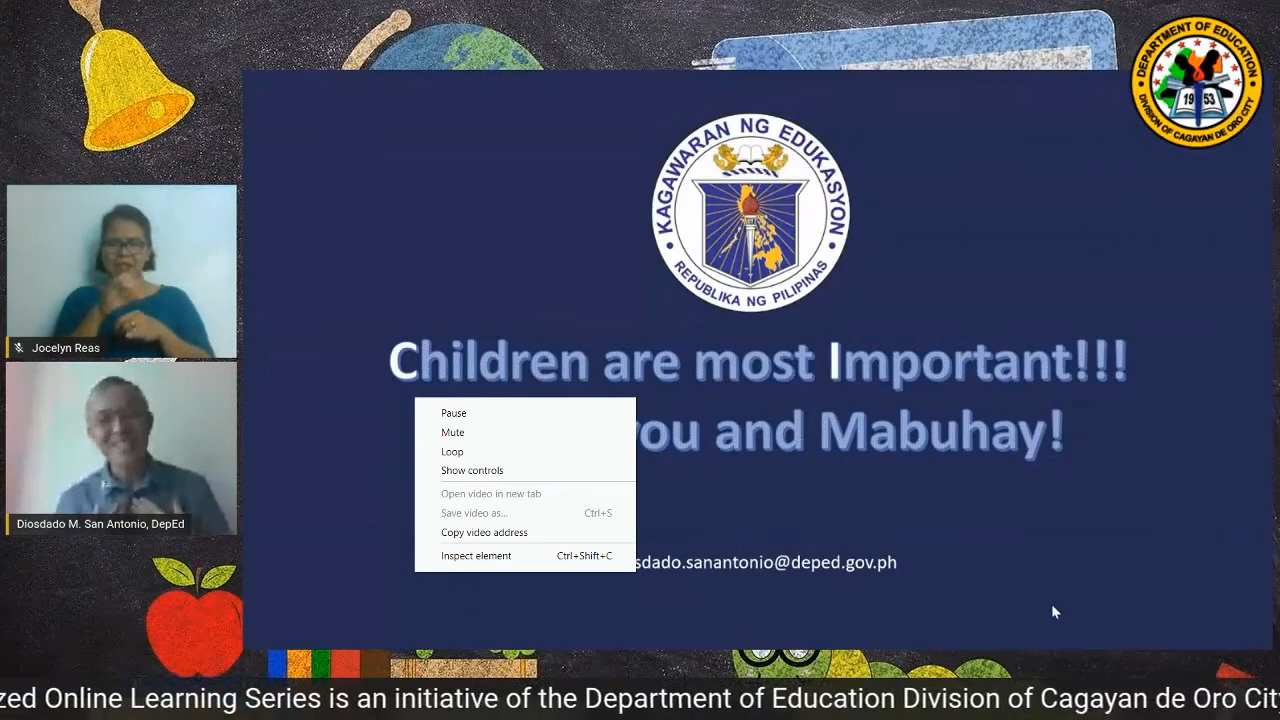 DEPARTMENT OF EDUCATION
1953
DIVISION OF CAGAYAN DE ORO CITY
KAGAWARAN NG EDUKASYON
REPUBLIKA NG PILIPINAS
Children are most Important!!!
you and Mabuhay!
Pause
Mute
Loop
Show controls
Open video in new tab
Save video as... Ctrl+S
Copy video address
Inspect element Ctrl+Shift+C
sdado.sanantonio@deped.gov.ph
Jocelyn Reas
Diosdado M. San Antonio, DepEd
zed Online Learning Series is an initiative of the Department of Education Division of Cagayan de Oro City